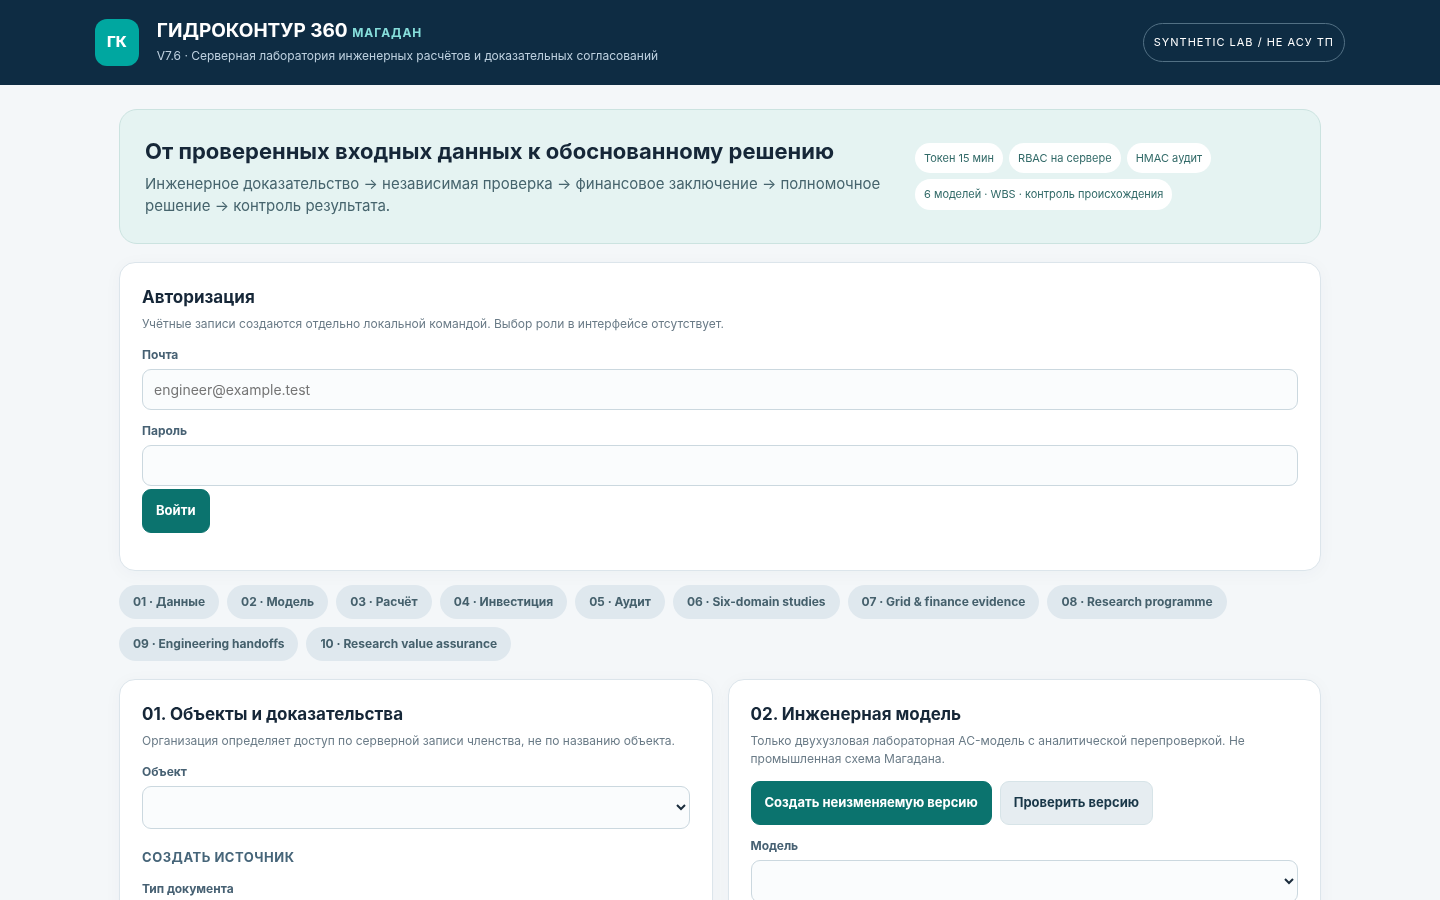 ГК
ГИДРОКОНТУР 360 МАГАДАН
V7.6 · Серверная лаборатория инженерных расчётов и доказательных согласований
SYNTHETIC LAB / НЕ АСУ ТП
От проверенных входных данных к обоснованному решению
Инженерное доказательство → независимая проверка → финансовое заключение → полномочное
решение → контроль результата.
Токен 15 мин
RBAC на сервере
HMAC аудит
6 моделей · WBS · контроль происхождения
Авторизация
Учётные записи создаются отдельно локальной командой. Выбор роли в интерфейсе отсутствует.
Почта
engineer@example.test
Пароль
Войти
01 · Данные
02 · Модель
03 · Расчёт
04 · Инвестиция
05 · Аудит
06 · Six-domain studies
07 · Grid & finance evidence
08 · Research programme
09 · Engineering handoffs
10 · Research value assurance
01. Объекты и доказательства
Организация определяет доступ по серверной записи членства, не по названию объекта.
Объект
СОЗДАТЬ ИСТОЧНИК
Тип документа
02. Инженерная модель
Только двухузловая лабораторная AC-модель с аналитической перепроверкой. Не
промышленная схема Магадана.
Создать неизменяемую версию
Проверить версию
Модель